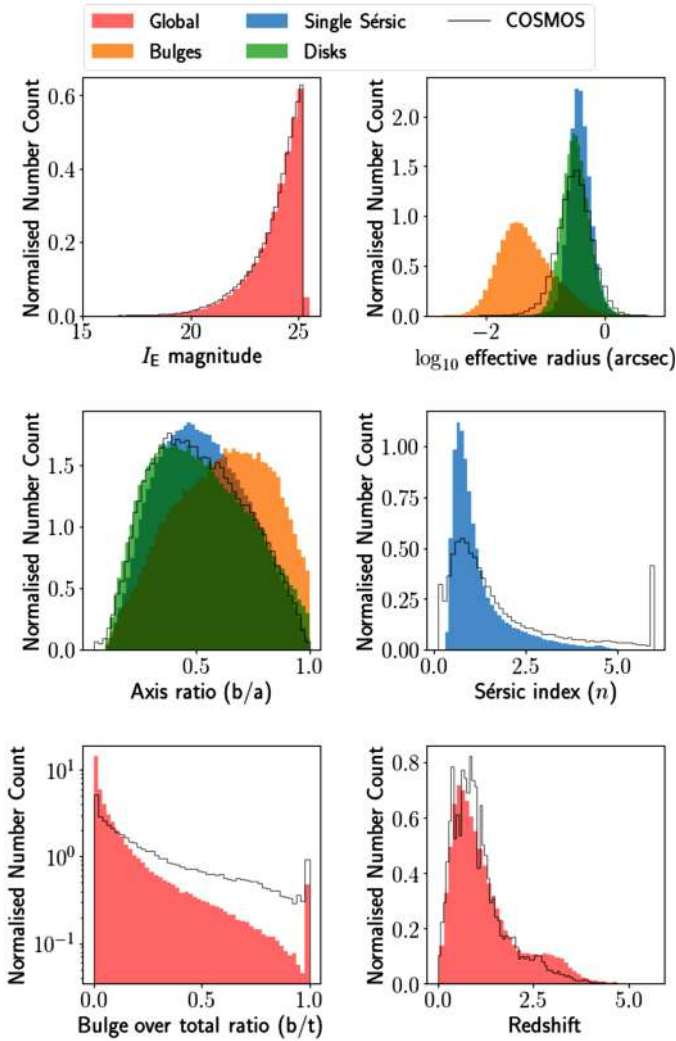 Global
Single Sérsic
COSMOS
Bulges
Disks
Normalised Number Count
0.6
0.4
0.2
0.0
15
20
25
I_E magnitude
Normalised Number Count
2.0
1.5
1.0
0.5
0.0
−2
0
log₁₀ effective radius (arcsec)
Normalised Number Count
1.5
1.0
0.5
0.0
0.5
1.0
Axis ratio (b/a)
Normalised Number Count
1.00
0.75
0.50
0.25
0.00
0.0
2.5
5.0
Sérsic index (n)
Normalised Number Count
10¹
10⁰
10⁻¹
0.0
0.5
1.0
Bulge over total ratio (b/t)
Normalised Number Count
0.8
0.6
0.4
0.2
0.0
0.0
2.5
5.0
Redshift